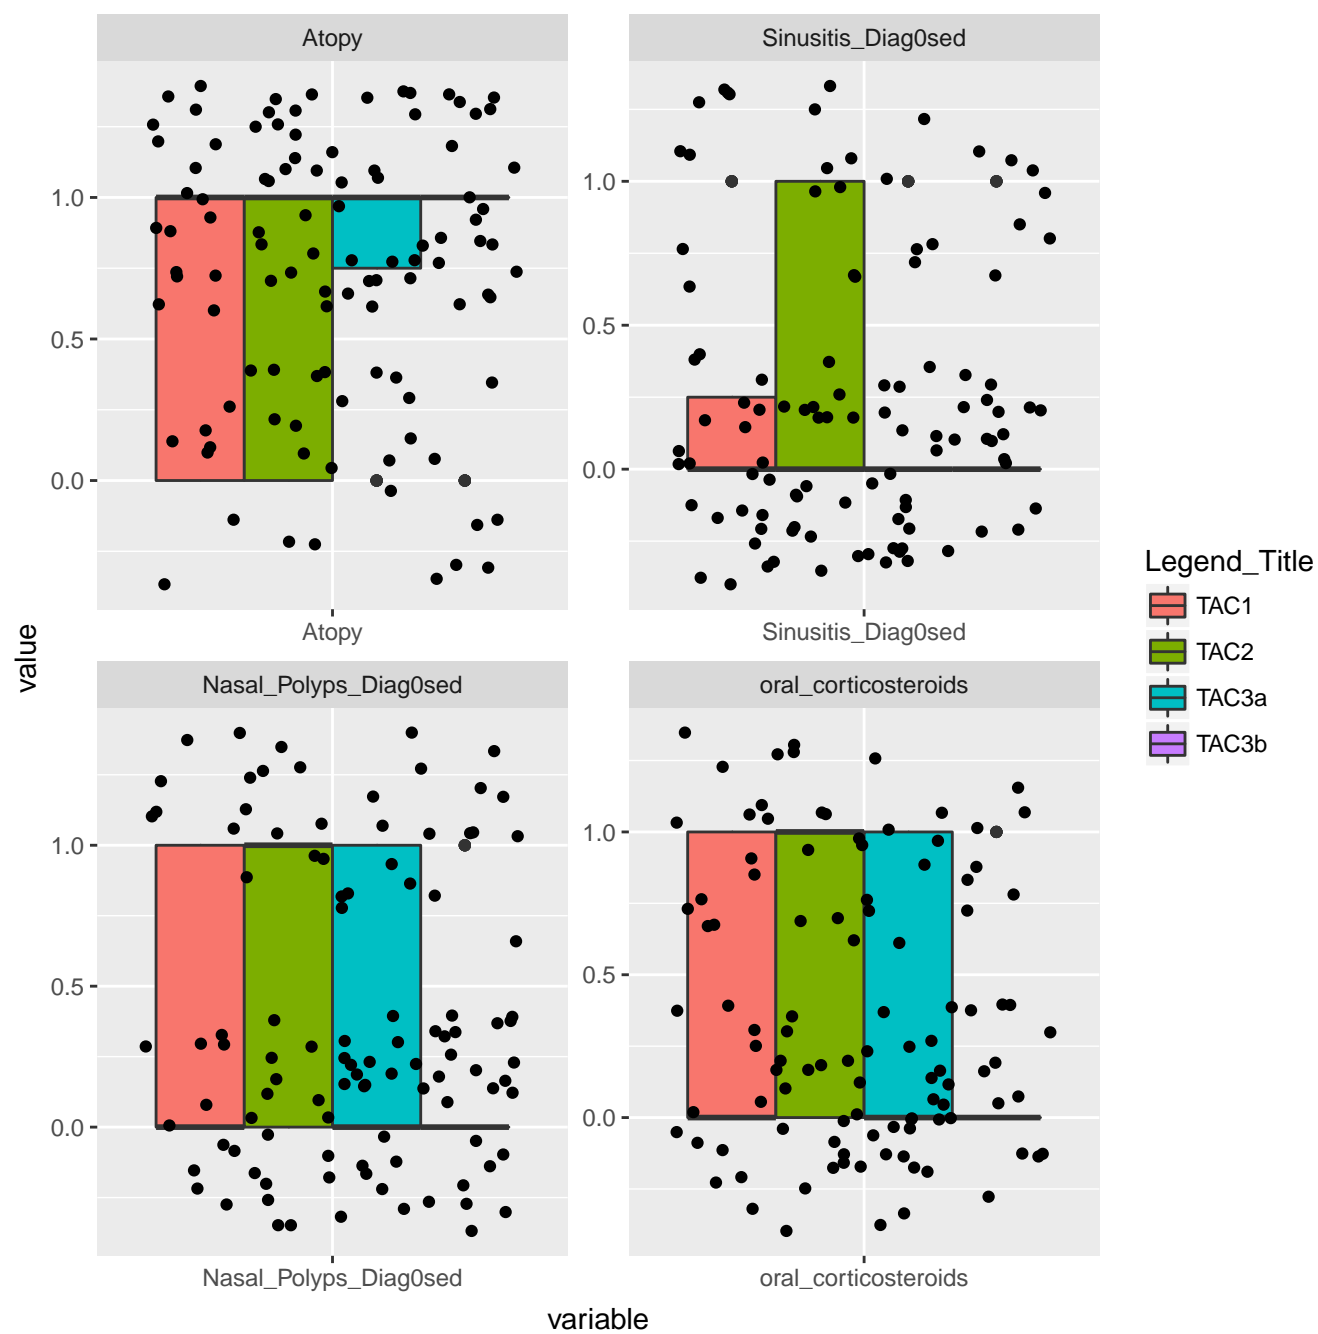 Atopy
Sinusitis_Diag0sed
1.0
0.5
0.0
1.0
0.5
0.0
Atopy
Sinusitis_Diag0sed
value
Nasal_Polyps_Diag0sed
oral_corticosteroids
1.0
0.5
0.0
1.0
0.5
0.0
Nasal_Polyps_Diag0sed
oral_corticosteroids
variable
Legend_Title
TAC1
TAC2
TAC3a
TAC3b